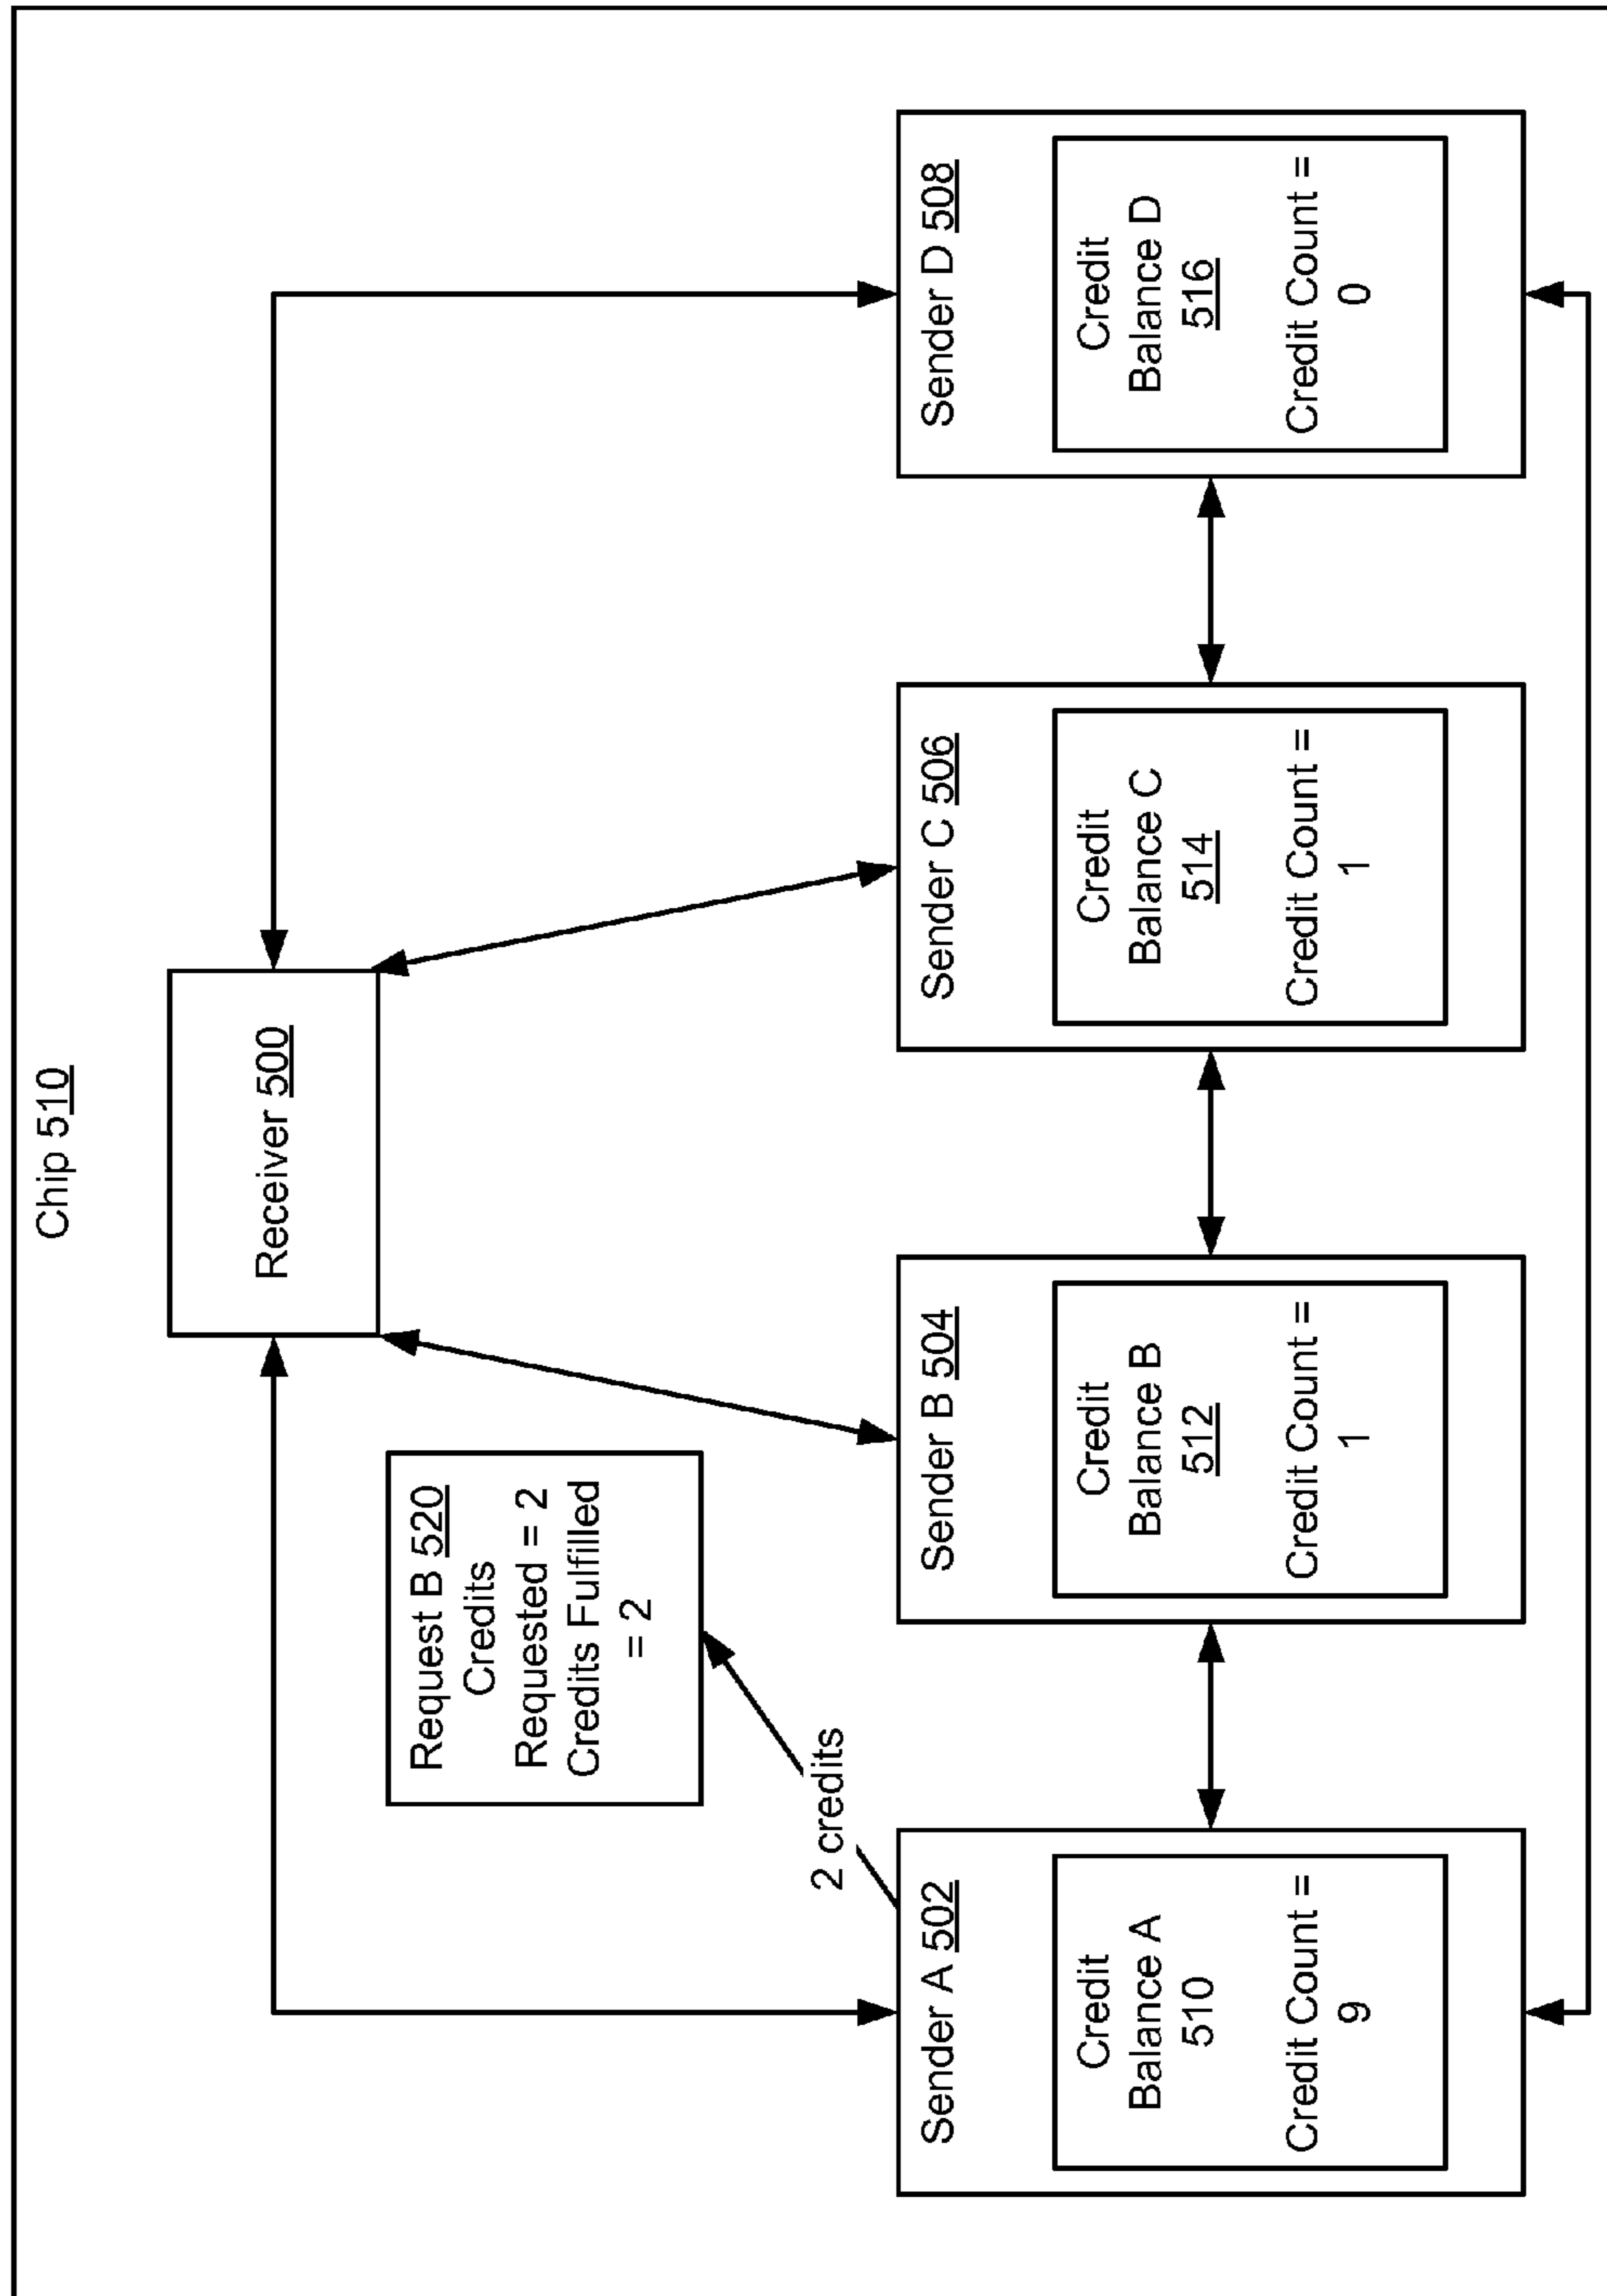 Chip 510
Receiver 500
Request B 520
Credits
Requested = 2
Credits Fulfilled
= 2
2 credits
Sender A 502
Credit
Balance A
510
Credit Count =
9
Sender B 504
Credit
Balance B
512
Credit Count =
1
Sender C 506
Credit
Balance C
514
Credit Count =
1
Sender D 508
Credit
Balance D
516
Credit Count =
0